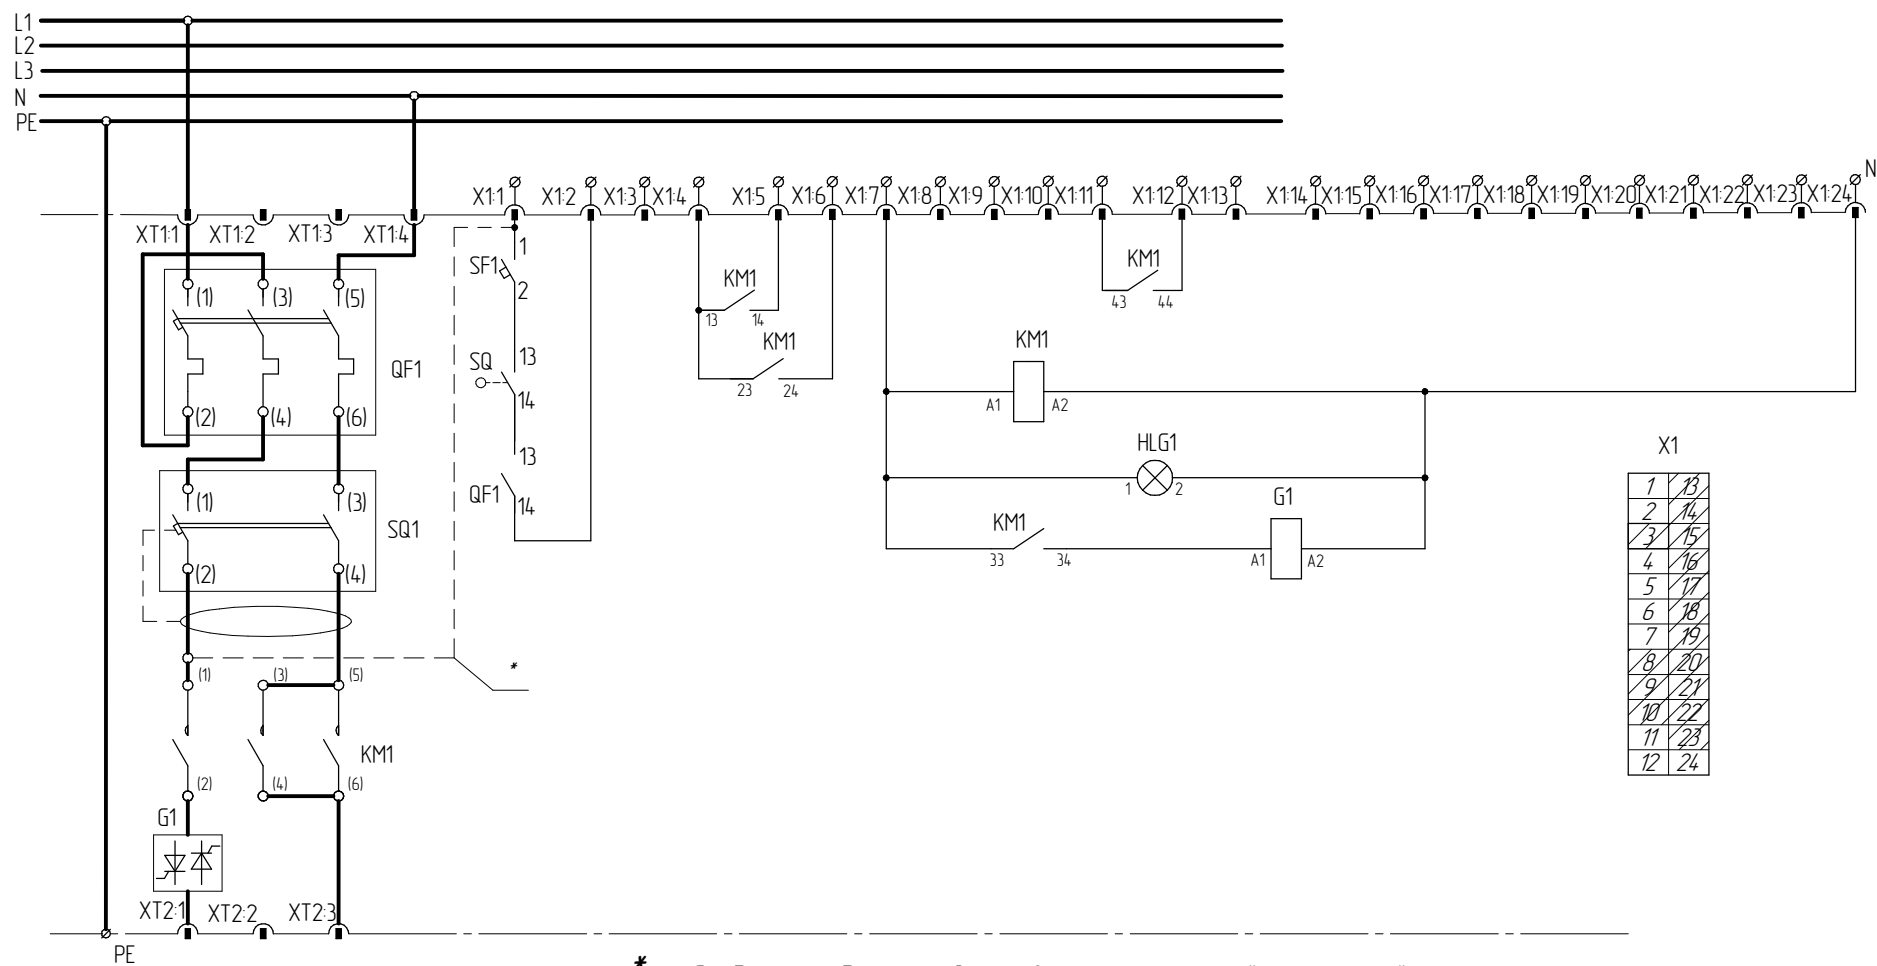 L1
L2
L3
N
PE
N
X1:1 X1:2 X1:3 X1:4 X1:5 X1:6 X1:7 X1:8 X1:9 X1:10 X1:11 X1:12 X1:13 X1:14 X1:15 X1:16 X1:17 X1:18 X1:19 X1:20 X1:21 X1:22 X1:23 X1:24
XT1:1 XT1:2 XT1:3 XT1:4
(1) (3) (5)
QF1
(2) (4) (6)
(1) (3)
SQ1
(2) (4)
(1) (3) (5)
KM1
(2) (4) (6)
G1
XT2:1 XT2:2 XT2:3
PE
1
SF1
2
13
SQ
14
13
QF1
14
*
KM1
13 14
KM1
23 24
KM1
43 44
KM1
A1 A2
HLG1
1 2
KM1
33 34
G1
A1 A2
X1
1 13
2 14
3 15
4 16
5 17
6 18
7 19
8 20
9 21
10 22
11 23
12 24
*